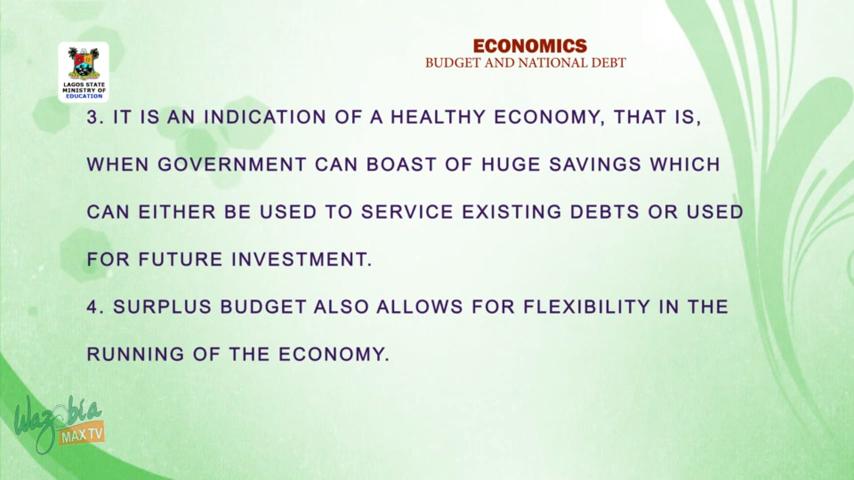 ECONOMICS
BUDGET AND NATIONAL DEBT
LAGOS STATE
MINISTRY OF
EDUCATION
3. IT IS AN INDICATION OF A HEALTHY ECONOMY, THAT IS,
WHEN GOVERNMENT CAN BOAST OF HUGE SAVINGS WHICH
CAN EITHER BE USED TO SERVICE EXISTING DEBTS OR USED
FOR FUTURE INVESTMENT.
4. SURPLUS BUDGET ALSO ALLOWS FOR FLEXIBILITY IN THE
RUNNING OF THE ECONOMY.
Wazobia
MAX TV